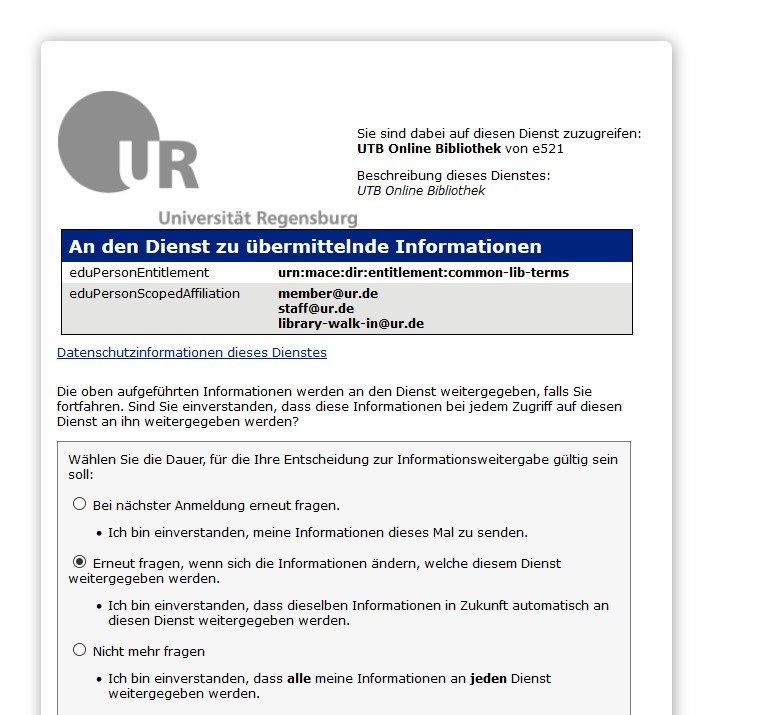 UR
Universität Regensburg
Sie sind dabei auf diesen Dienst zuzugreifen:
UTB Online Bibliothek von e521
Beschreibung dieses Dienstes:
UTB Online Bibliothek
An den Dienst zu übermittelnde Informationen
eduPersonEntitlement urn:mace:dir:entitlement:common-lib-terms
eduPersonScopedAffiliation member@ur.de
staff@ur.de
library-walk-in@ur.de
Datenschutzinformationen dieses Dienstes
Die oben aufgeführten Informationen werden an den Dienst weitergegeben, falls Sie
fortfahren. Sind Sie einverstanden, dass diese Informationen bei jedem Zugriff auf diesen
Dienst an ihn weitergegeben werden?
Wählen Sie die Dauer, für die Ihre Entscheidung zur Informationsweitergabe gültig sein
soll:
Bei nächster Anmeldung erneut fragen.
• Ich bin einverstanden, meine Informationen dieses Mal zu senden.
Erneut fragen, wenn sich die Informationen ändern, welche diesem Dienst
weitergegeben werden.
• Ich bin einverstanden, dass dieselben Informationen in Zukunft automatisch an
diesen Dienst weitergegeben werden.
Nicht mehr fragen
• Ich bin einverstanden, dass alle meine Informationen an jeden Dienst
weitergegeben werden.